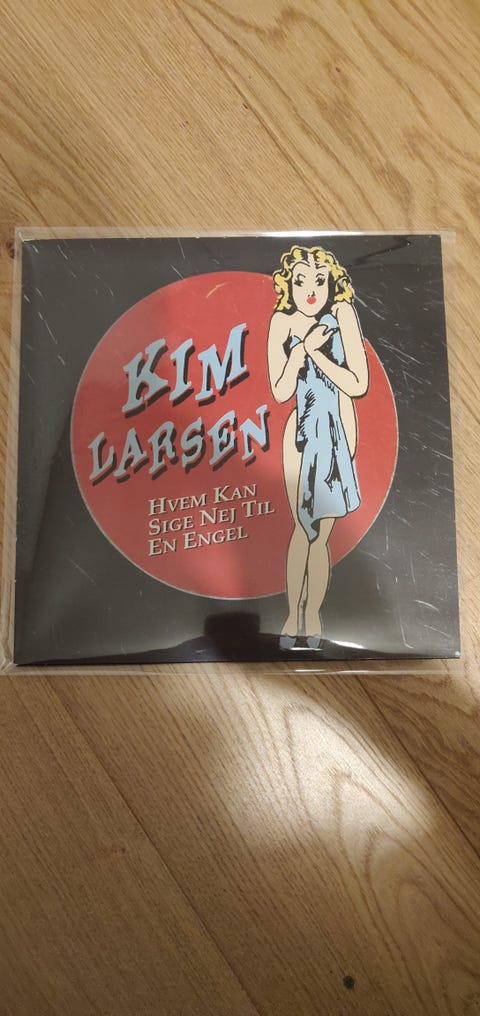 KIM
LARSEN
HVEM KAN
SIGE NEJ TIL
EN ENGEL